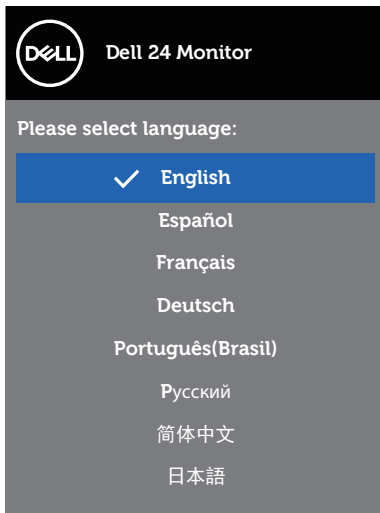 DELL
Dell 24 Monitor
Please select language:
English
Español
Français
Deutsch
Português(Brasil)
Русский
简体中文
日本語